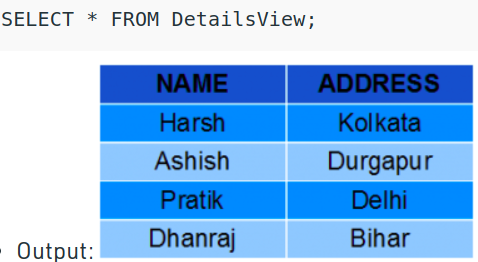 SELECT * FROM DetailsView;
NAME ADDRESS
Harsh Kolkata
Ashish Durgapur
Pratik Delhi
Dhanraj Bihar
Output: